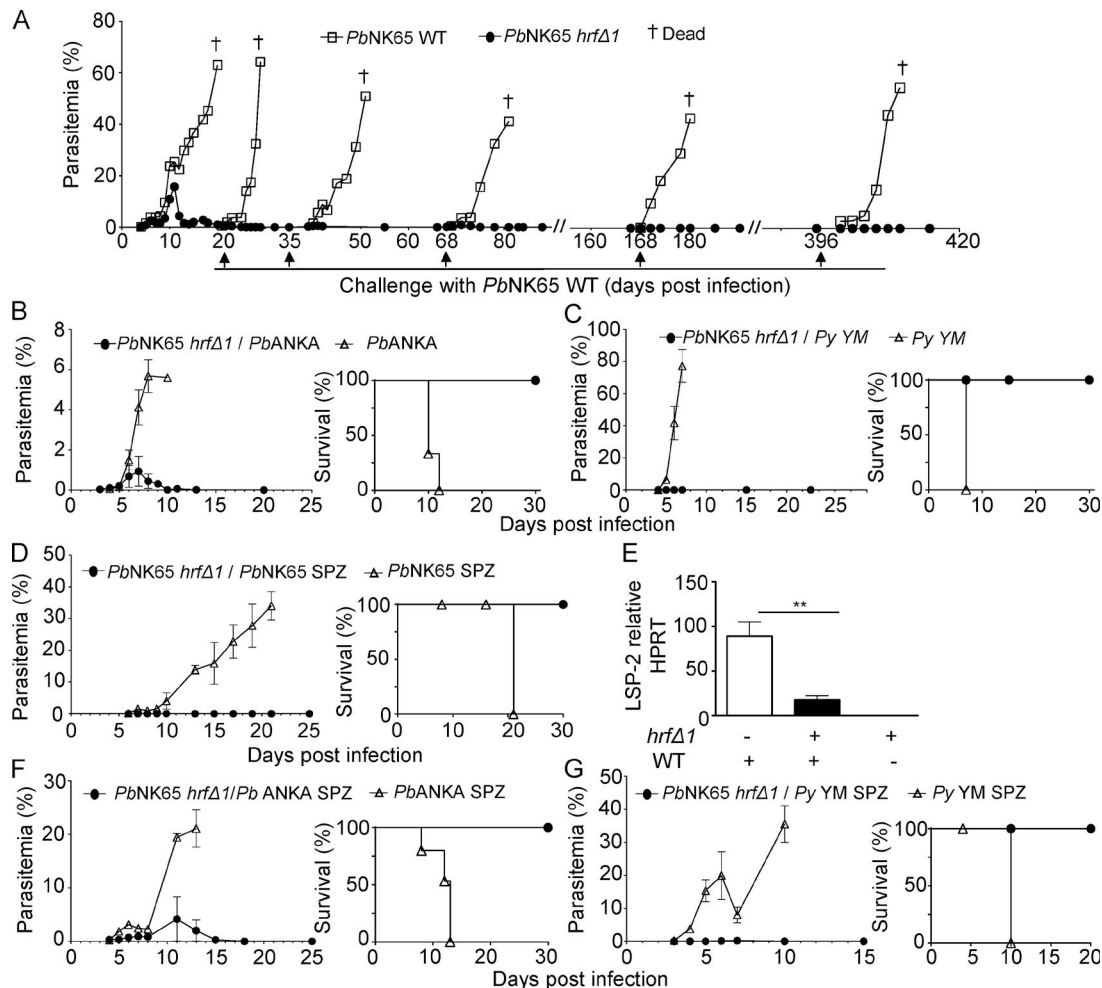 A
Parasitemia (%)
80
60
40
20
0
PbNK65 WT
PbNK65 hrfΔ1
† Dead
†
†
†
†
†
†
0 10 20 35 60 68 80 // 160 168 180 // 396 420
Challenge with PbNK65 WT (days post infection)
B
PbNK65 hrfΔ1 / PbANKA
PbANKA
Parasitemia (%)
8
6
4
2
0
0 5 10 15 20 25
Survival (%)
100
50
0
0 10 20 30
C
PbNK65 hrfΔ1 / Py YM
Py YM
Parasitemia (%)
100
80
60
40
20
0
0 5 10 15 20 25
Survival (%)
100
50
0
0 10 20 30
Days post infection
D
PbNK65 hrfΔ1 / PbNK65 SPZ
PbNK65 SPZ
Parasitemia (%)
50
40
30
20
10
0
0 5 10 15 20 25
Days post infection
Survival (%)
100
50
0
0 10 20 30
E
LSP-2 relative
HPRT
150
100
50
0
**
hrfΔ1 - + +
WT + + -
F
PbNK65 hrfΔ1/Pb ANKA SPZ
PbANKA SPZ
Parasitemia (%)
30
20
10
0
0 5 10 15 20 25
Survival (%)
100
50
0
0 10 20 30
Days post infection
G
PbNK65 hrfΔ1 / Py YM SPZ
Py YM SPZ
Parasitemia (%)
50
40
30
20
10
0
0 5 10 15
Survival (%)
100
50
0
0 5 10 15 20
Days post infection